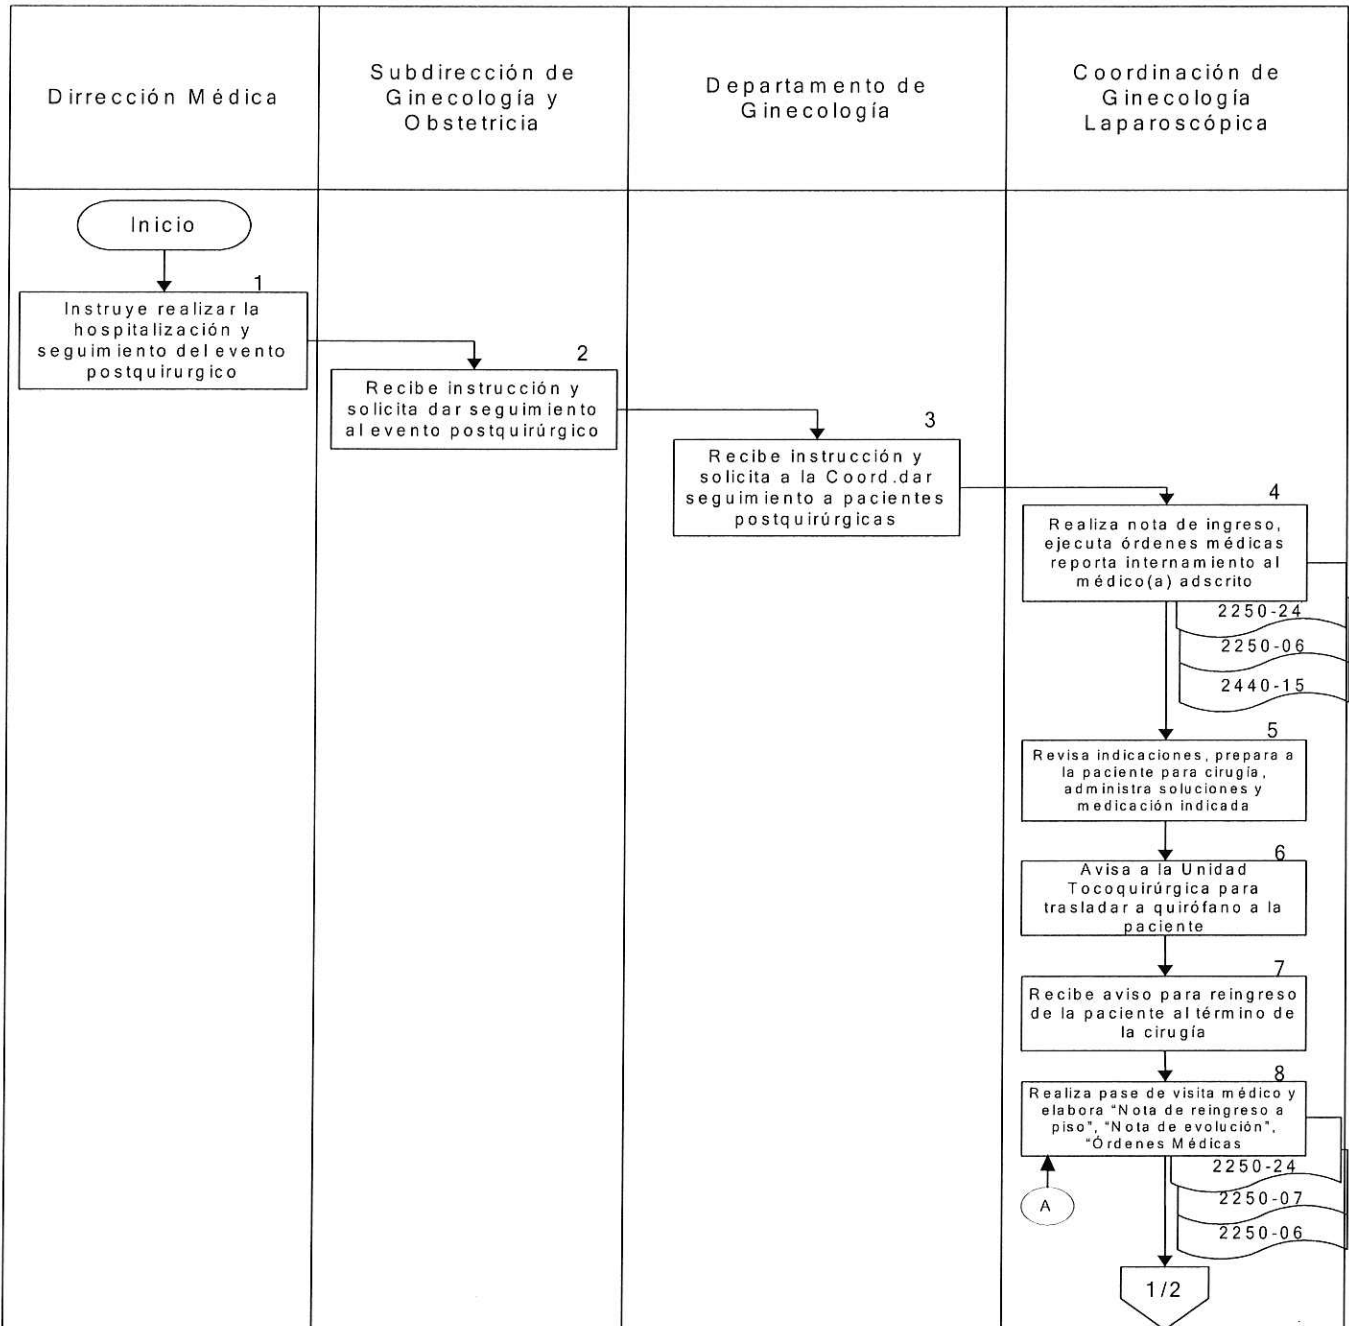 Dirrección Médica
Subdirección de
Ginecología y
Obstetricia
Departamento de
Ginecología
Coordinación de
Ginecología
Laparoscópica
Inicio
1
Instruye realizar la
hospitalización y
seguimiento del evento
postquirurgico
2
Recibe instrucción y
solicita dar seguimiento
al evento postquirúrgico
3
Recibe instrucción y
solicita a la Coord.dar
seguimiento a pacientes
postquirúrgicas
4
Realiza nota de ingreso,
ejecuta órdenes médicas
reporta internamiento al
médico(a) adscrito
2250-24
2250-06
2440-15
5
Revisa indicaciones, prepara a
la paciente para cirugía,
administra soluciones y
medicación indicada
6
Avisa a la Unidad
Tocoquirúrgica para
trasladar a quirófano a la
paciente
7
Recibe aviso para reingreso
de la paciente al término de
la cirugía
8
Realiza pase de visita médico y
elabora “Nota de reingreso a
piso”, “Nota de evolución”,
“Órdenes Médicas
2250-24
2250-07
2250-06
A
1/2